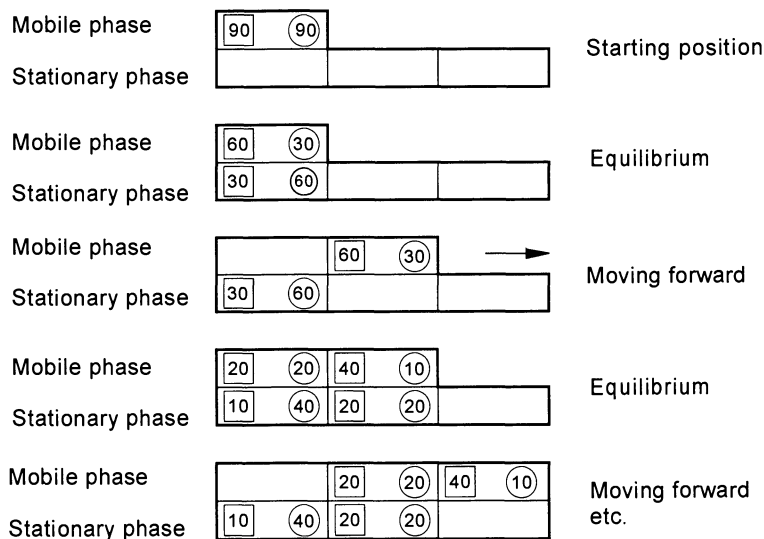 Mobile phase 90 90
Starting position
Stationary phase
Mobile phase 60 30
Equilibrium
Stationary phase 30 60
Mobile phase 60 30
Moving forward
Stationary phase 30 60
Mobile phase 20 20 40 10
Equilibrium
Stationary phase 10 40 20 20
Mobile phase 20 20 40 10
Moving forward
etc.
Stationary phase 10 40 20 20